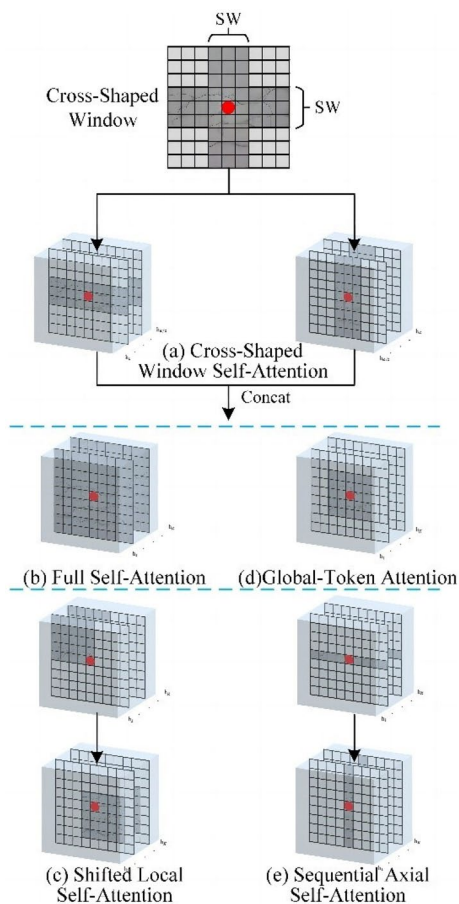 SW
Cross-Shaped
Window
SW
(a) Cross-Shaped
Window Self-Attention
Concat
(b) Full Self-Attention
(d)Global-Token Attention
(c) Shifted Local
Self-Attention
(e) Sequential Axial
Self-Attention